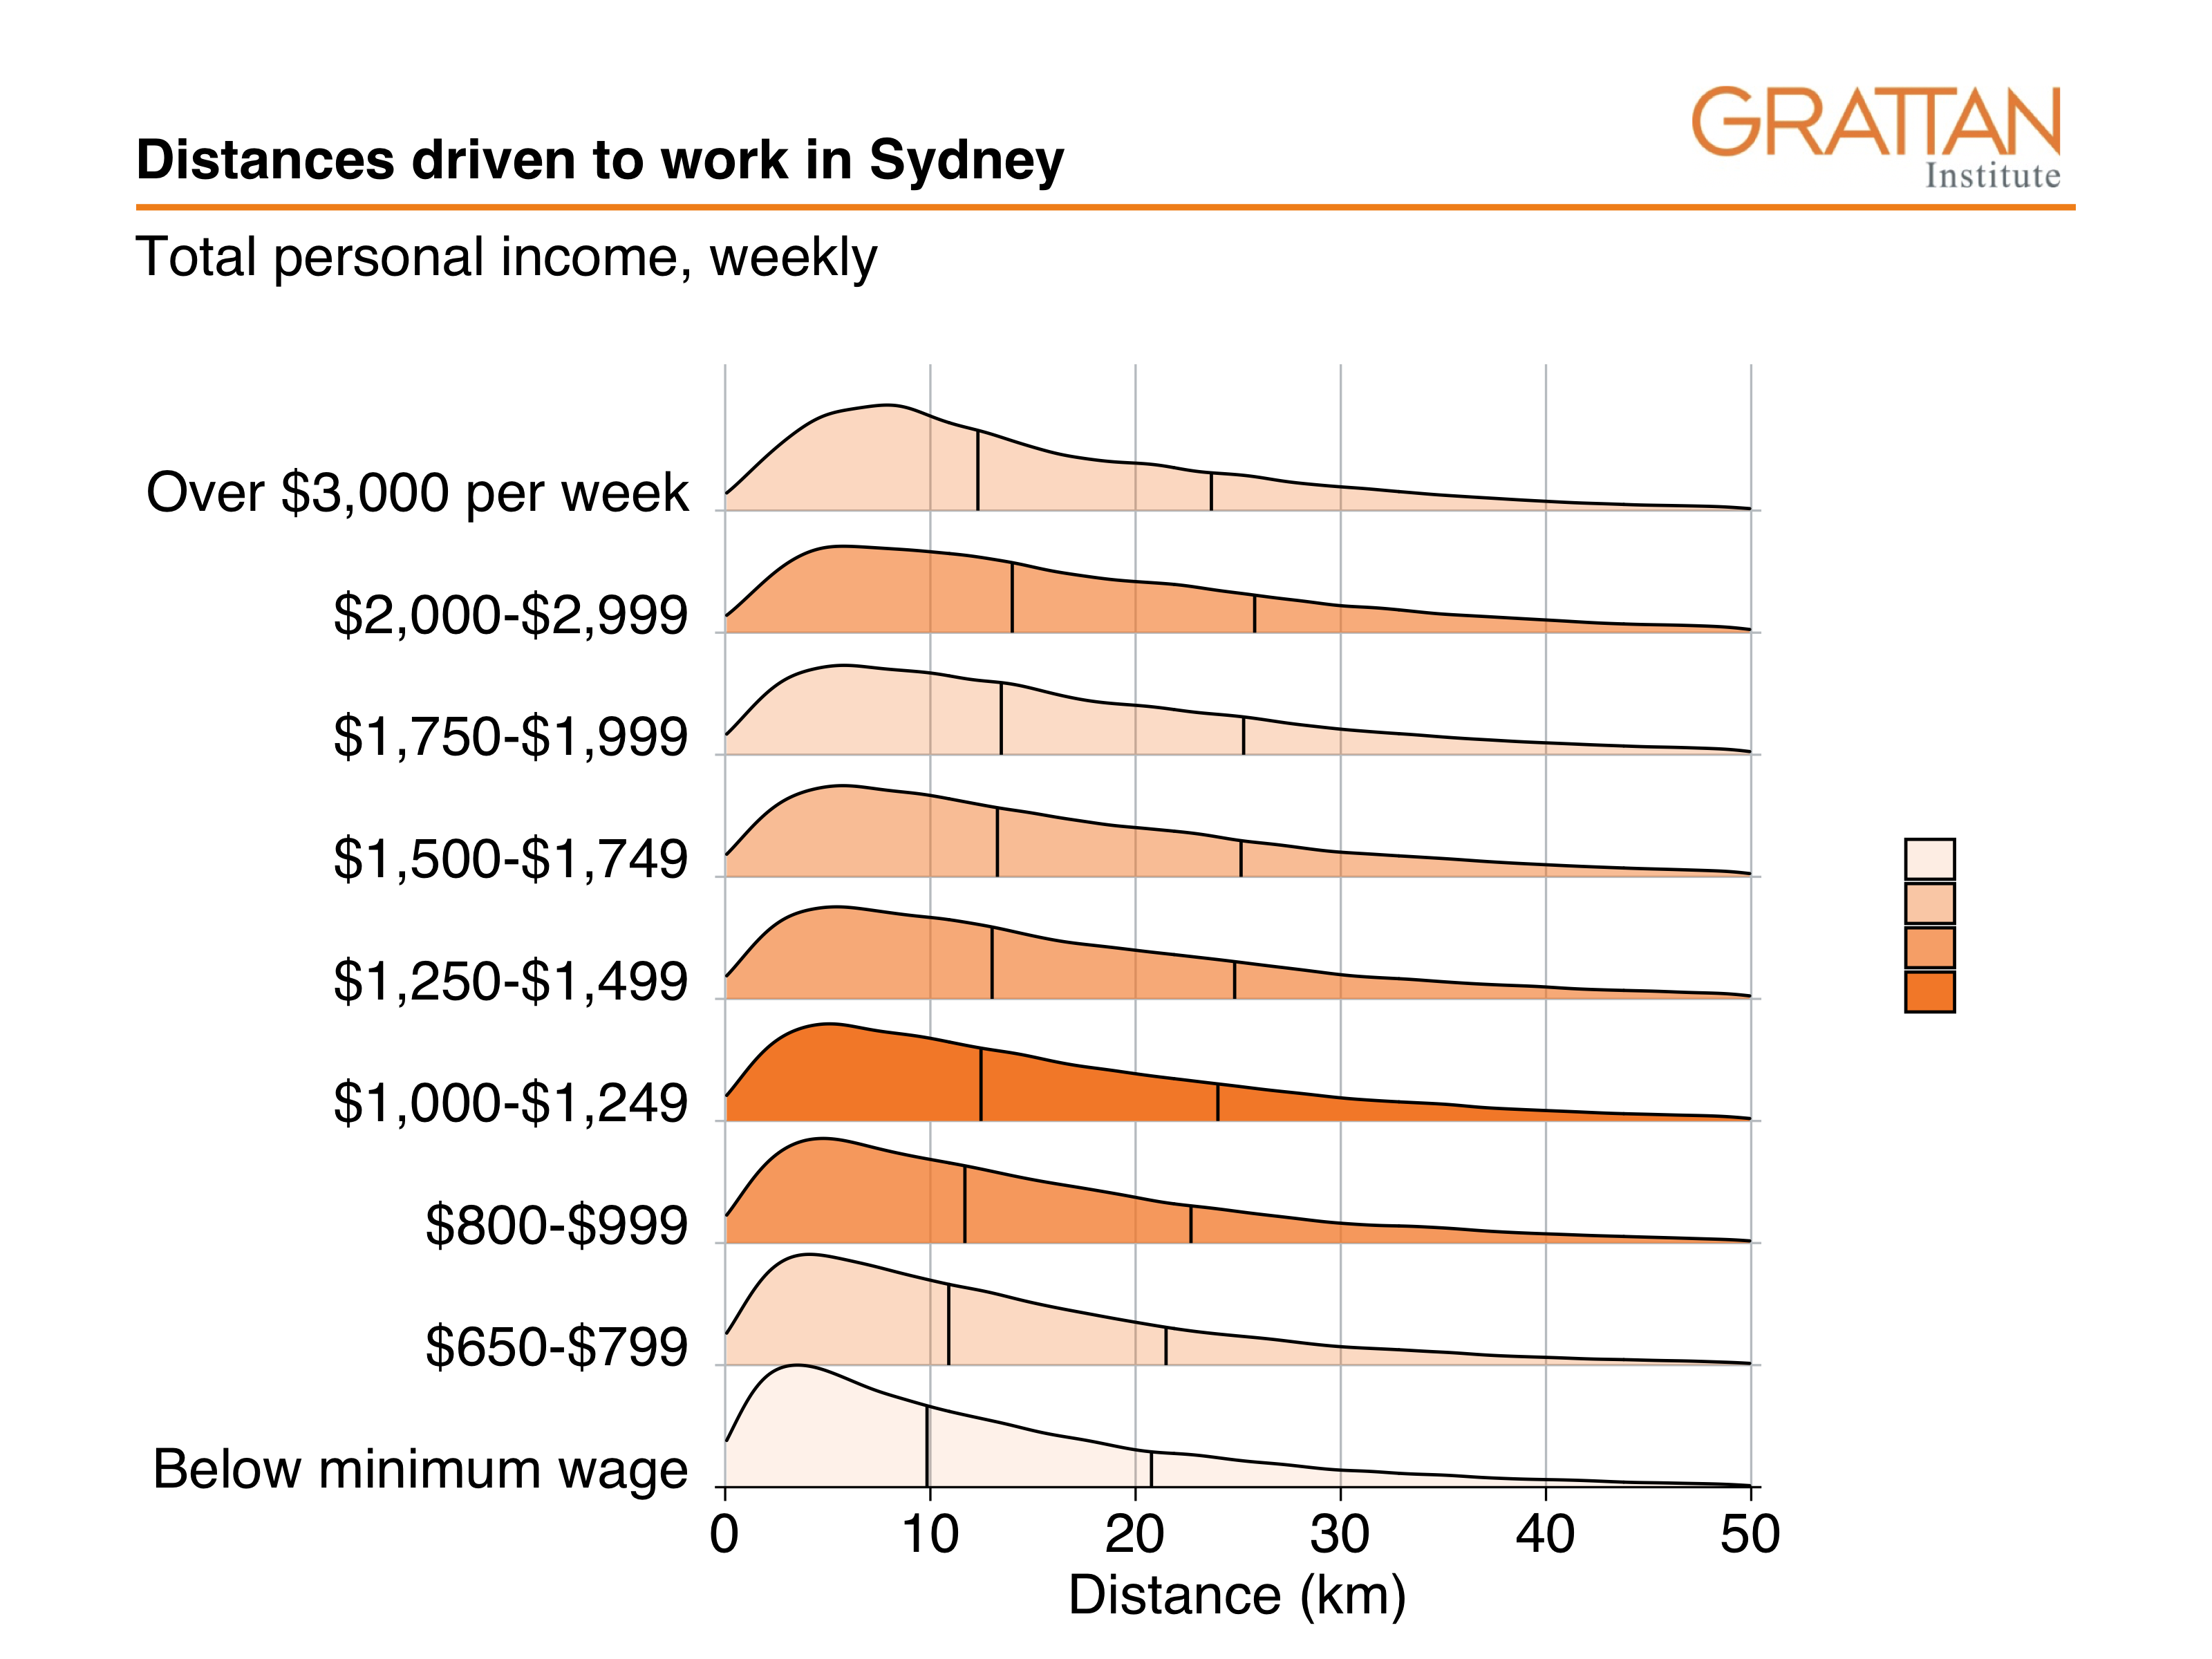 GRATTAN
Institute
Distances driven to work in Sydney
Total personal income, weekly
Over $3,000 per week
$2,000-$2,999
$1,750-$1,999
$1,500-$1,749
$1,250-$1,499
$1,000-$1,249
$800-$999
$650-$799
Below minimum wage
0 10 20 30 40 50
Distance (km)